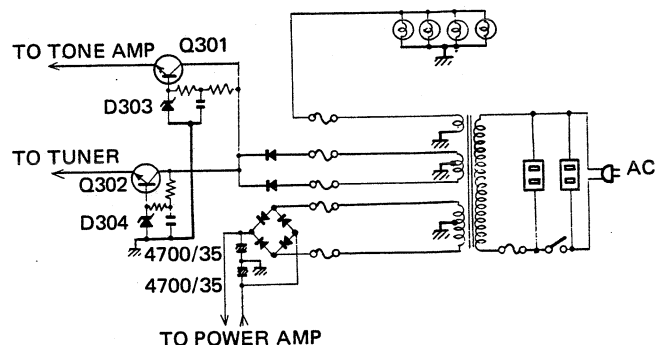 TO TONE AMP
Q301
D303
TO TUNER
Q302
D304
AC
4700/35
4700/35
TO POWER AMP